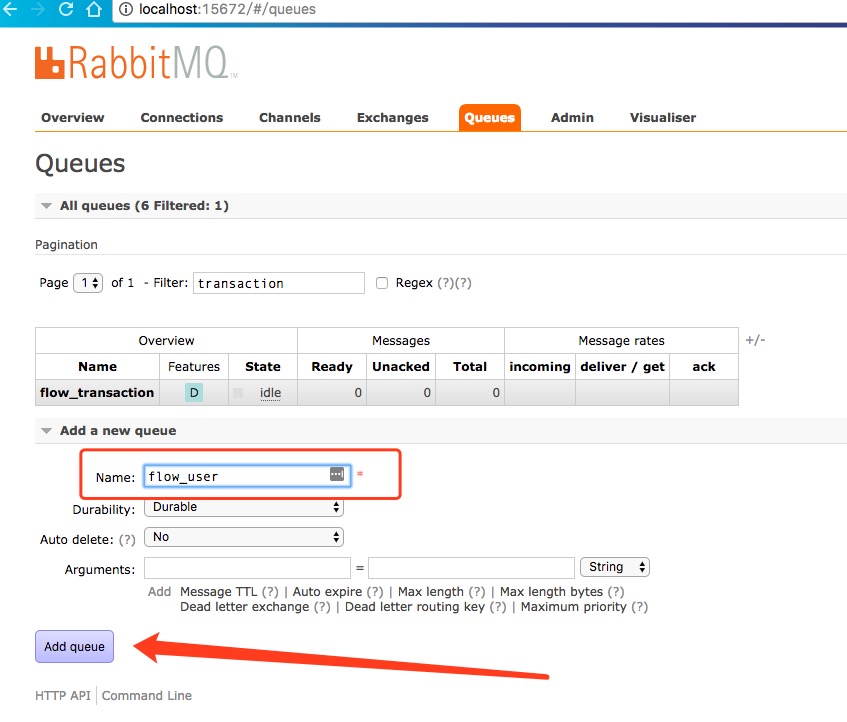 localhost:15672/#/queues
RabbitMQ™
Overview Connections Channels Exchanges Queues Admin Visualiser
Queues
All queues (6 Filtered: 1)
Pagination
Page 1 of 1 - Filter: transaction Regex (?)(?)
Overview Messages Message rates +/-
Name Features State Ready Unacked Total incoming deliver / get ack
flow_transaction D idle 0 0 0
Add a new queue
Name: flow_user *
Durability: Durable
Auto delete: (?) No
Arguments: = String
Add Message TTL (?) | Auto expire (?) | Max length (?) | Max length bytes (?)
Dead letter exchange (?) | Dead letter routing key (?) | Maximum priority (?)
Add queue
HTTP API Command Line